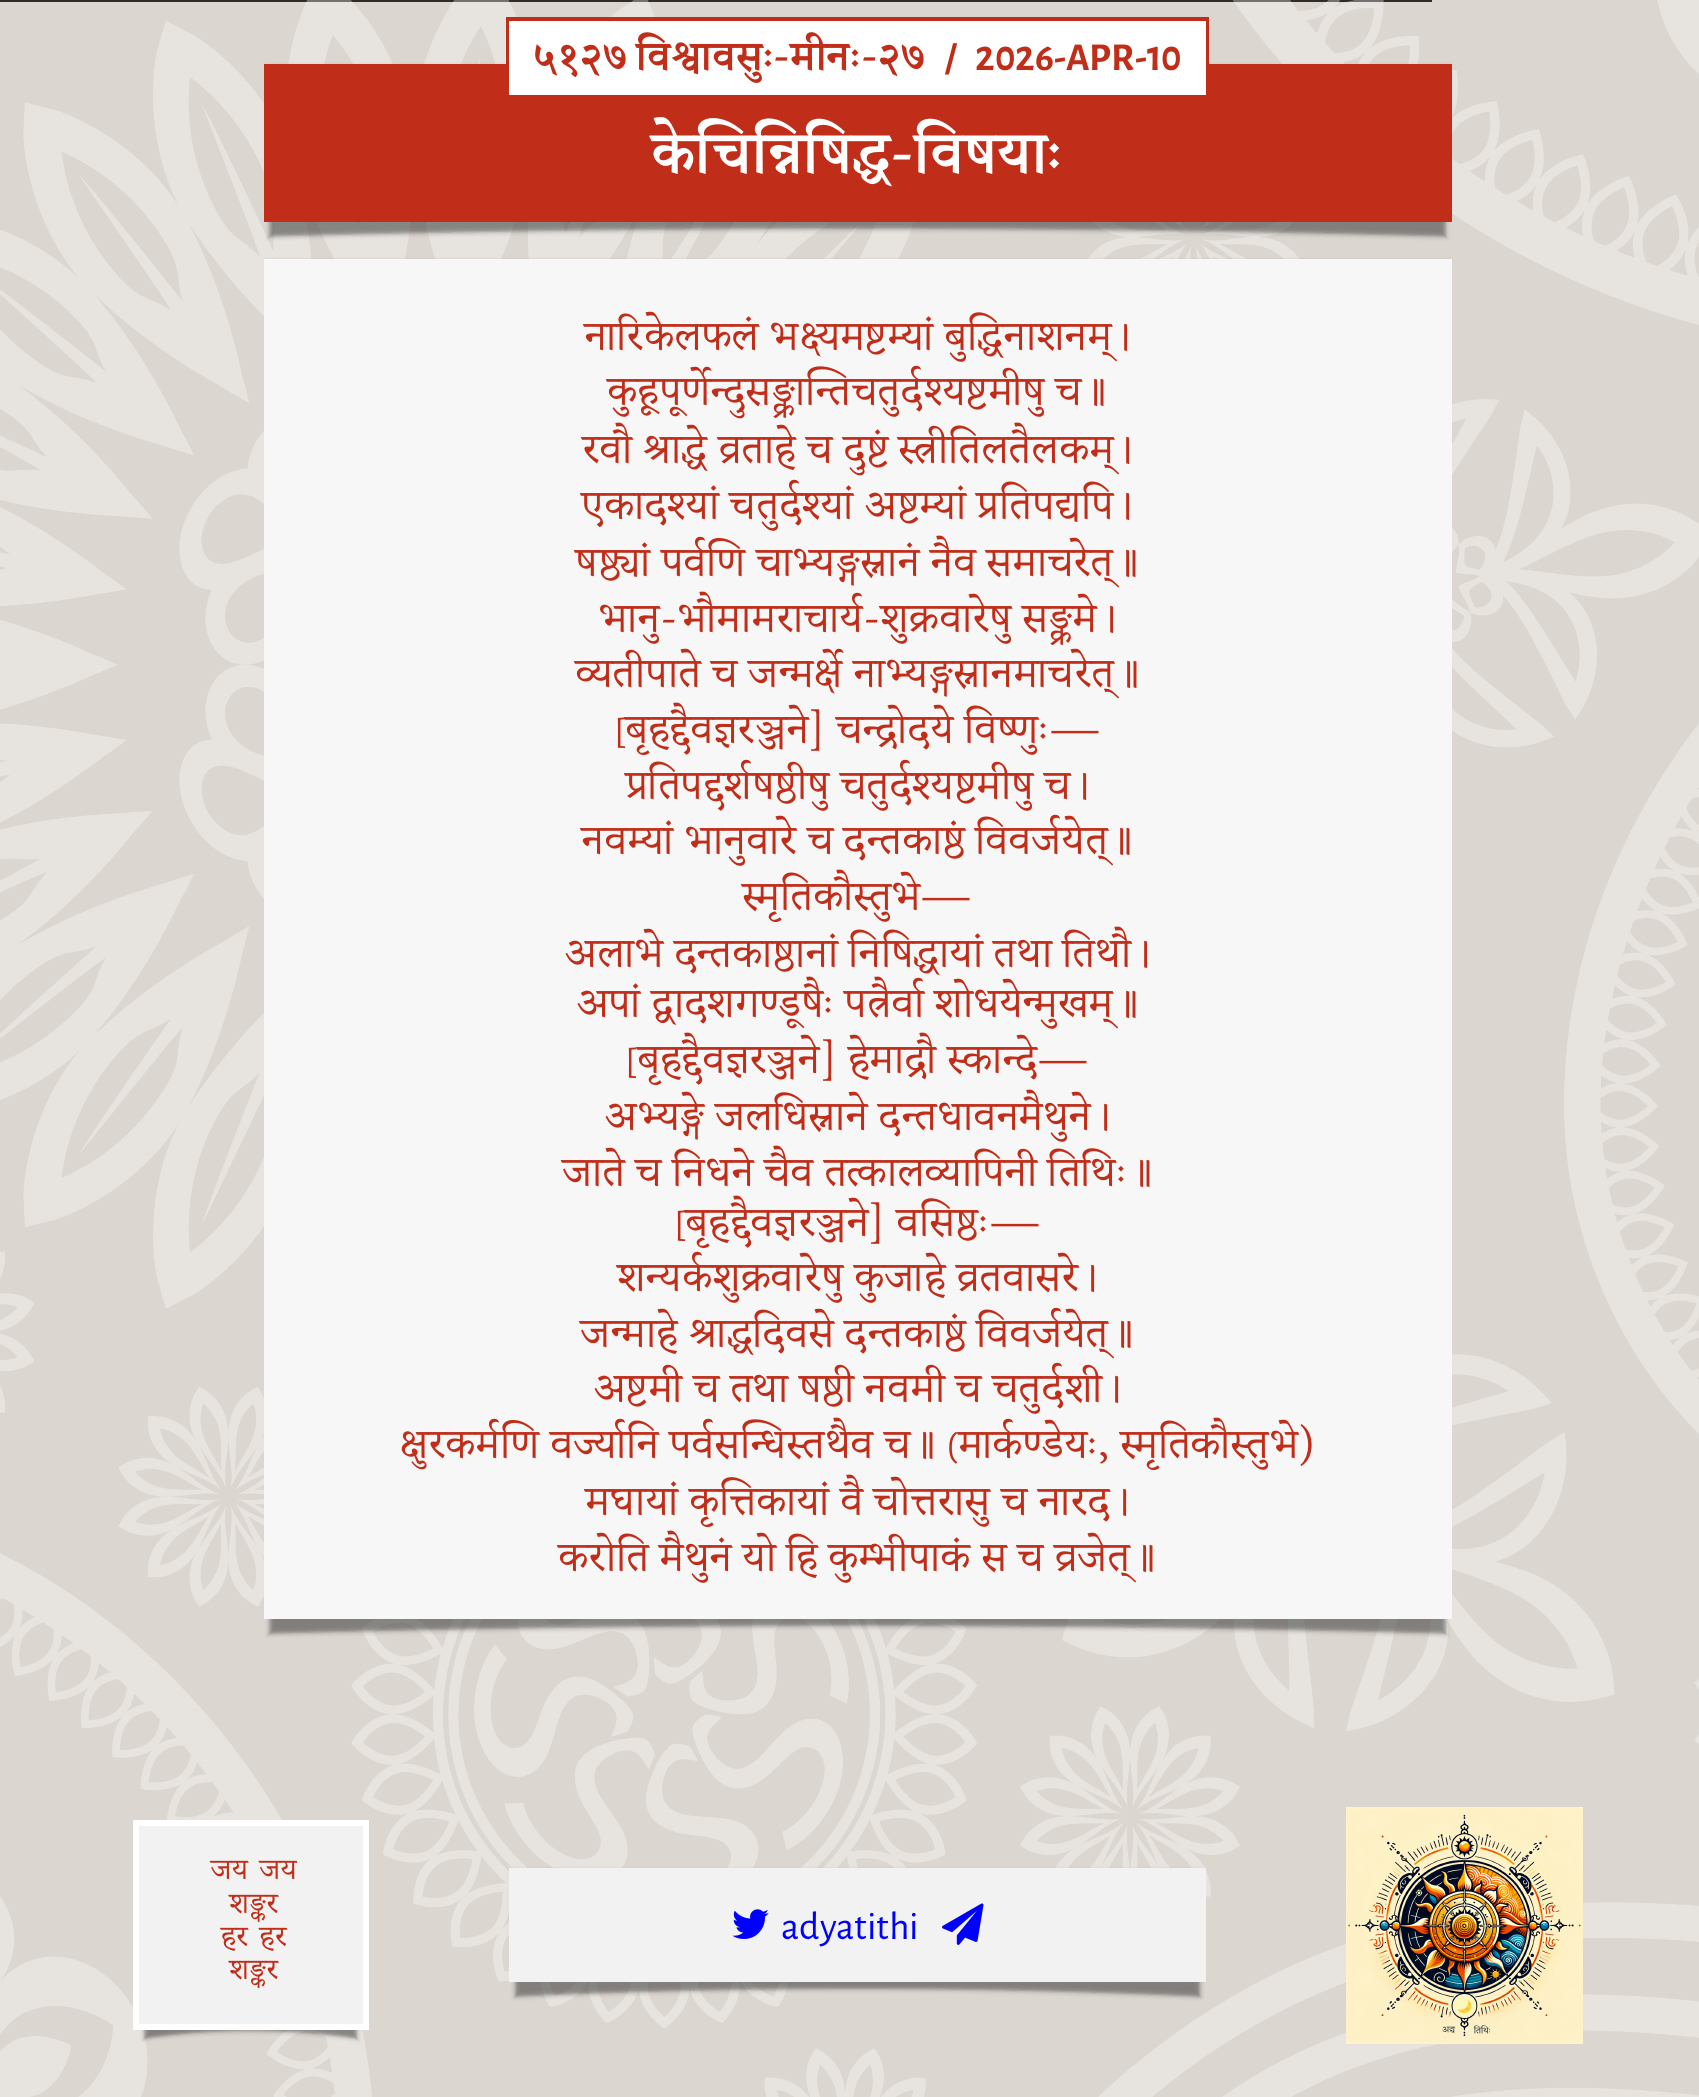 ५१२७ विश्वावसुः-मीनः-२७ / 2026-APR-10
केचिन्निषिद्ध-विषयाः
नारिकेलफलं भक्ष्यमष्टम्यां बुद्धिनाशनम्।
कुहूपूर्णेन्दुसङ्क्रान्तिचतुर्दश्यष्टमीषु च॥
रवौ श्राद्धे व्रताहे च दुष्टं स्त्रीतिलतैलकम्।
एकादश्यां चतुर्दश्यां अष्टम्यां प्रतिपद्यपि।
षष्ठ्यां पर्वणि चाभ्यङ्गस्नानं नैव समाचरेत्॥
भानु-भौमामराचार्य-शुक्रवारेषु सङ्क्रमे।
व्यतीपाते च जन्मर्क्षे नाभ्यङ्गस्नानमाचरेत्॥
[बृहद्दैवज्ञरञ्जने] चन्द्रोदये विष्णुः—
प्रतिपद्दर्शषष्ठीषु चतुर्दश्यष्टमीषु च।
नवम्यां भानुवारे च दन्तकाष्ठं विवर्जयेत्॥
स्मृतिकौस्तुभे—
अलाभे दन्तकाष्ठानां निषिद्धायां तथा तिथौ।
अपां द्वादशगण्डूषैः पत्रैर्वा शोधयेन्मुखम्॥
[बृहद्दैवज्ञरञ्जने] हेमाद्रौ स्कान्दे—
अभ्यङ्गे जलधिस्नाने दन्तधावनमैथुने।
जाते च निधने चैव तत्कालव्यापिनी तिथिः॥
[बृहद्दैवज्ञरञ्जने] वसिष्ठः—
शन्यर्कशुक्रवारेषु कुजाहे व्रतवासरे।
जन्माहे श्राद्धदिवसे दन्तकाष्ठं विवर्जयेत्॥
अष्टमी च तथा षष्ठी नवमी च चतुर्दशी।
क्षुरकर्मणि वर्ज्यानि पर्वसन्धिस्तथैव च॥ (मार्कण्डेयः, स्मृतिकौस्तुभे)
मघायां कृत्तिकायां वै चोत्तरासु च नारद।
करोति मैथुनं यो हि कुम्भीपाकं स च व्रजेत्॥
जय जय
शङ्कर
हर हर
शङ्कर
adyatithi
अद्य तिथिः